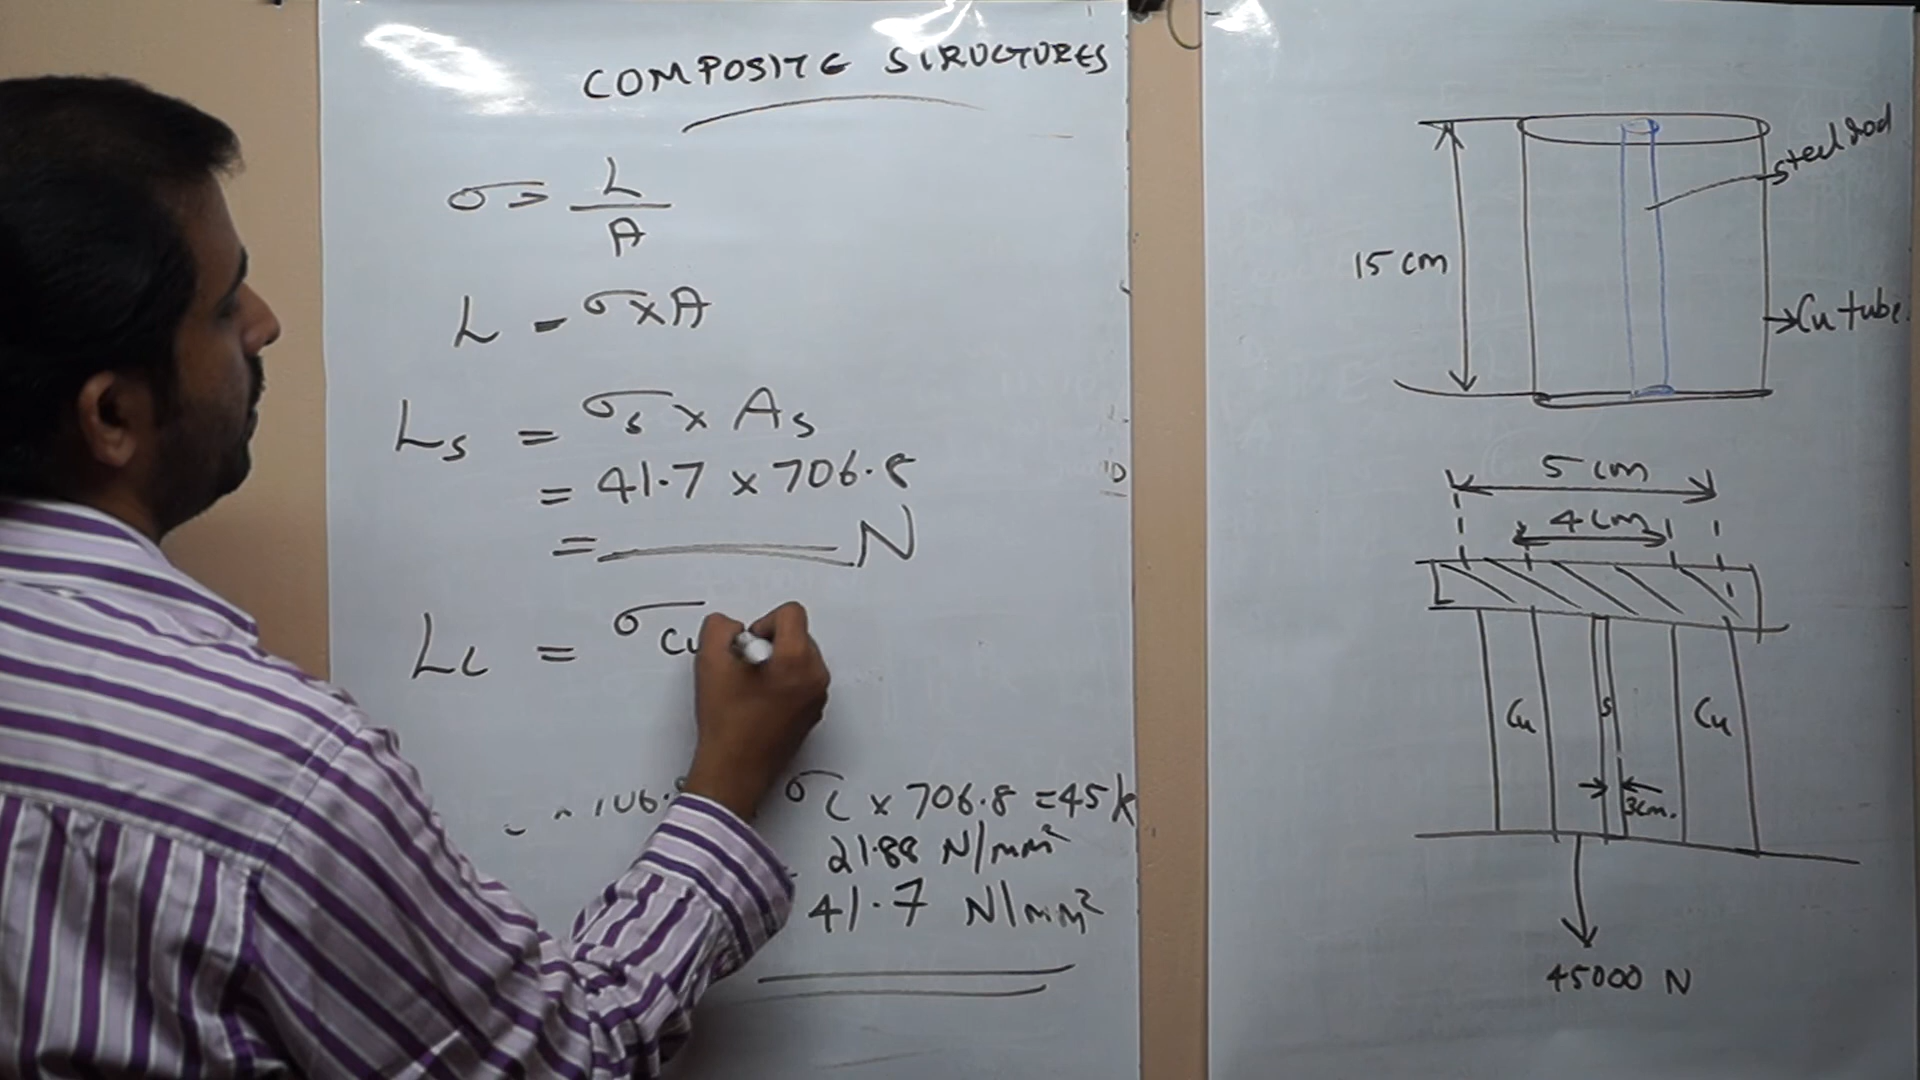 COMPOSITE STRUCTURES
σ = L
A
L = σ x A
Ls = σs x As
= 41.7 x 706.8
= N
Lc = σcu
σc x 706.8 = 45k
21.88 N/mm²
41.7 N/mm²
steel rod
15 cm
Cu tube.
5 cm
4 cm
Cu
s
Cu
3cm.
45000 N